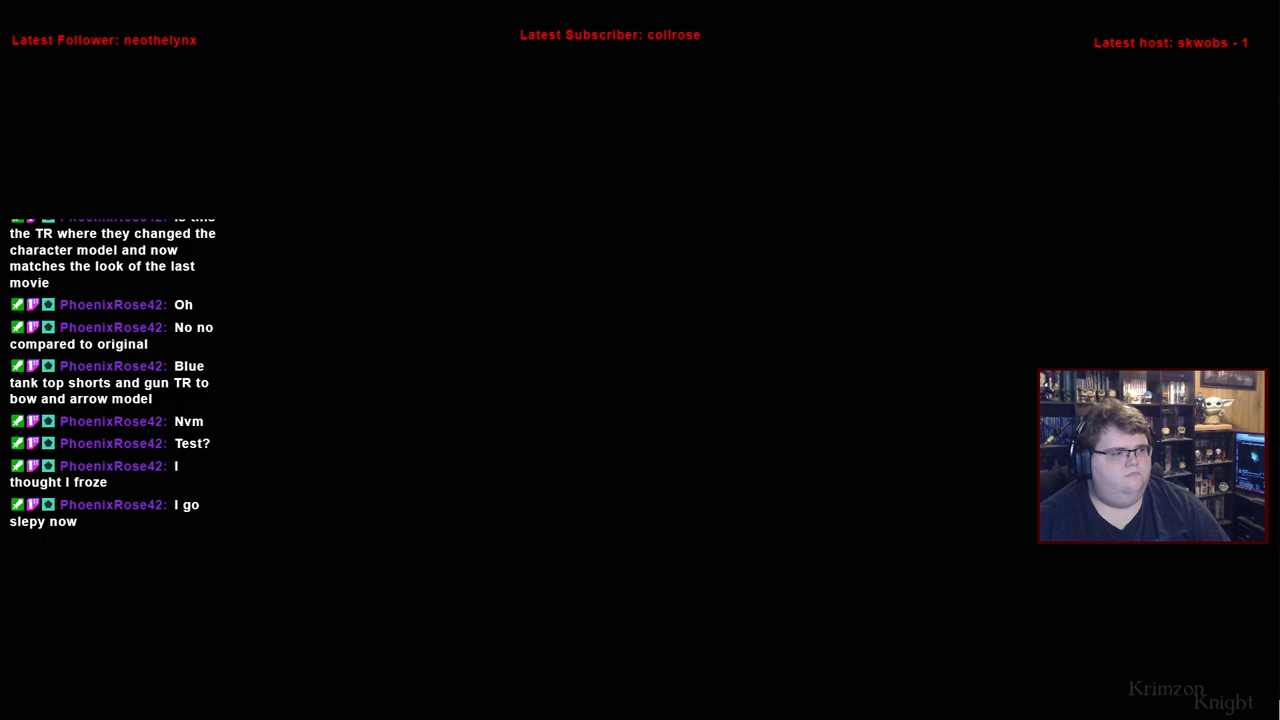 Latest Follower: neothelynx
Latest Subscriber: collrose
Latest host: skwobs - 1
PhoenixRose42: Is this
the TR where they changed the
character model and now
matches the look of the last
movie
PhoenixRose42: Oh
PhoenixRose42: No no
compared to original
PhoenixRose42: Blue
tank top shorts and gun TR to
bow and arrow model
PhoenixRose42: Nvm
PhoenixRose42: Test?
PhoenixRose42: I
thought I froze
PhoenixRose42: I go
slepy now
Krimzon
Knight